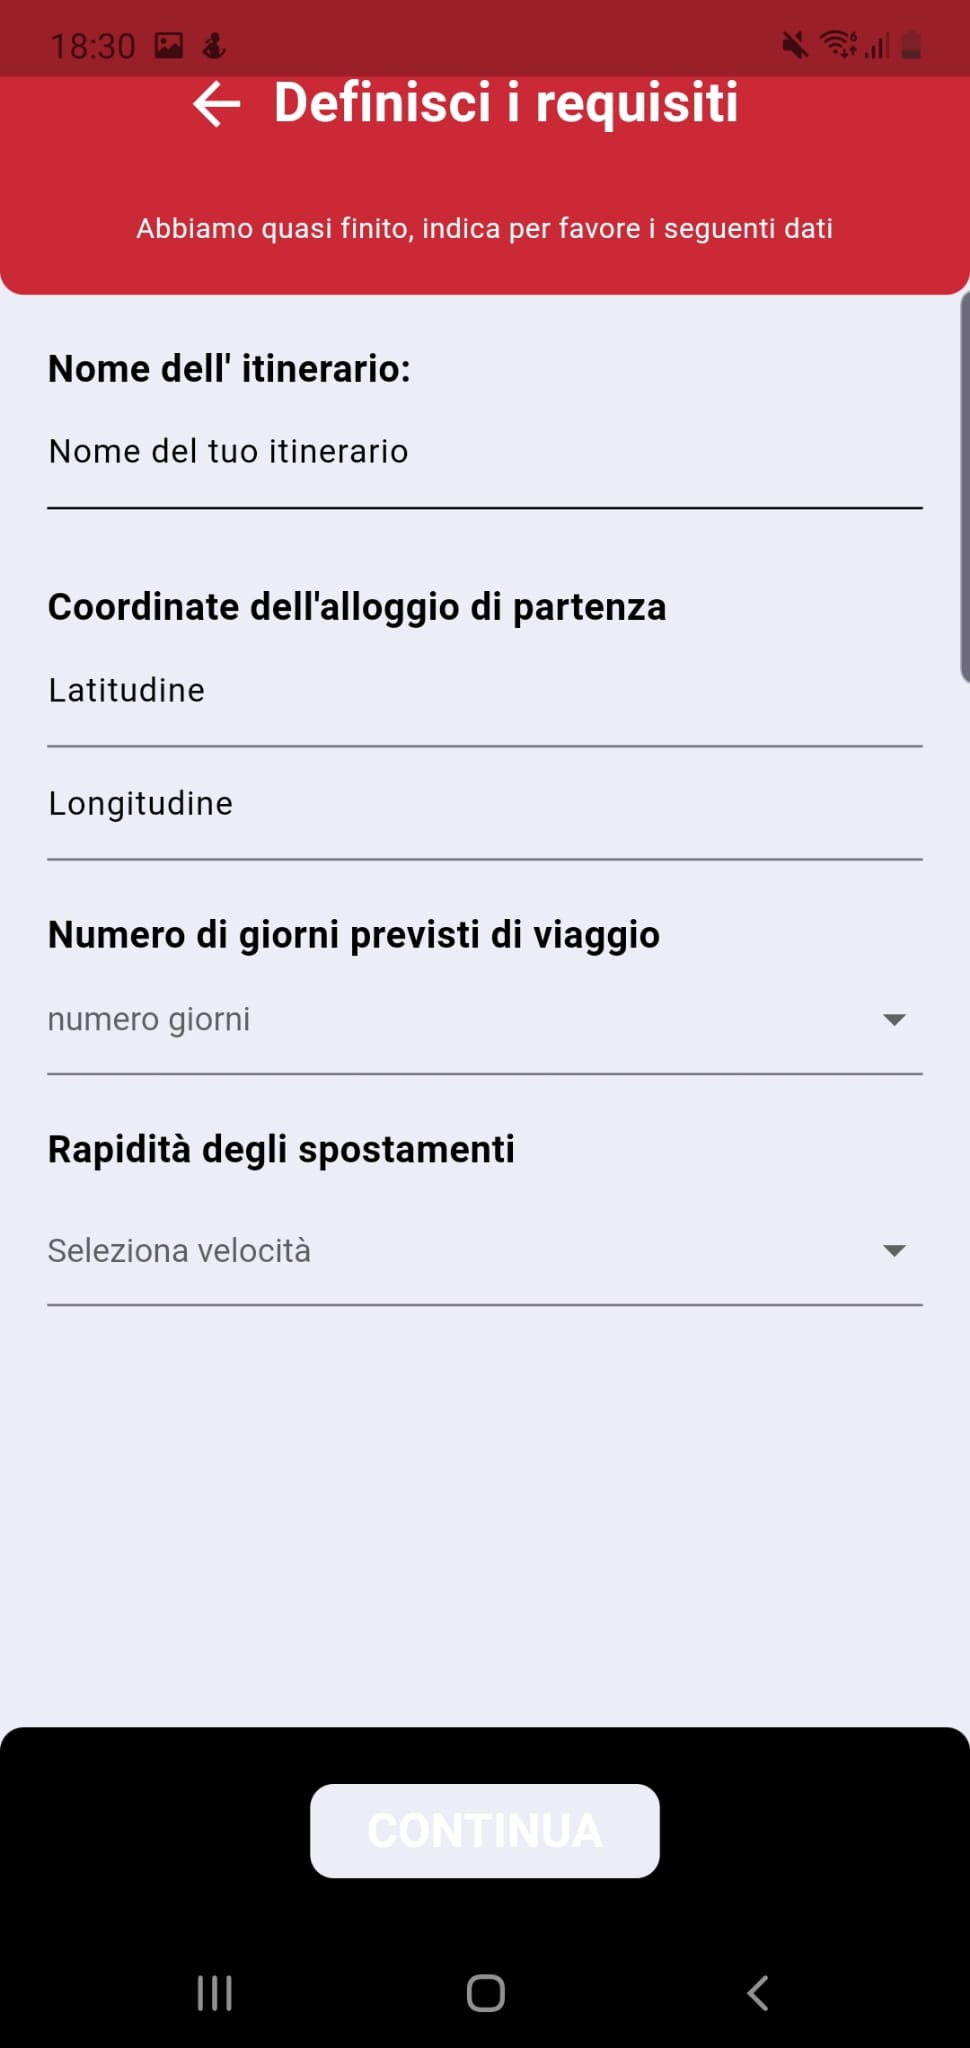 18:30
Definisci i requisiti
Abbiamo quasi finito, indica per favore i seguenti dati
Nome dell' itinerario:
Nome del tuo itinerario
Coordinate dell'alloggio di partenza
Latitudine
Longitudine
Numero di giorni previsti di viaggio
numero giorni
Rapidità degli spostamenti
Seleziona velocità
CONTINUA